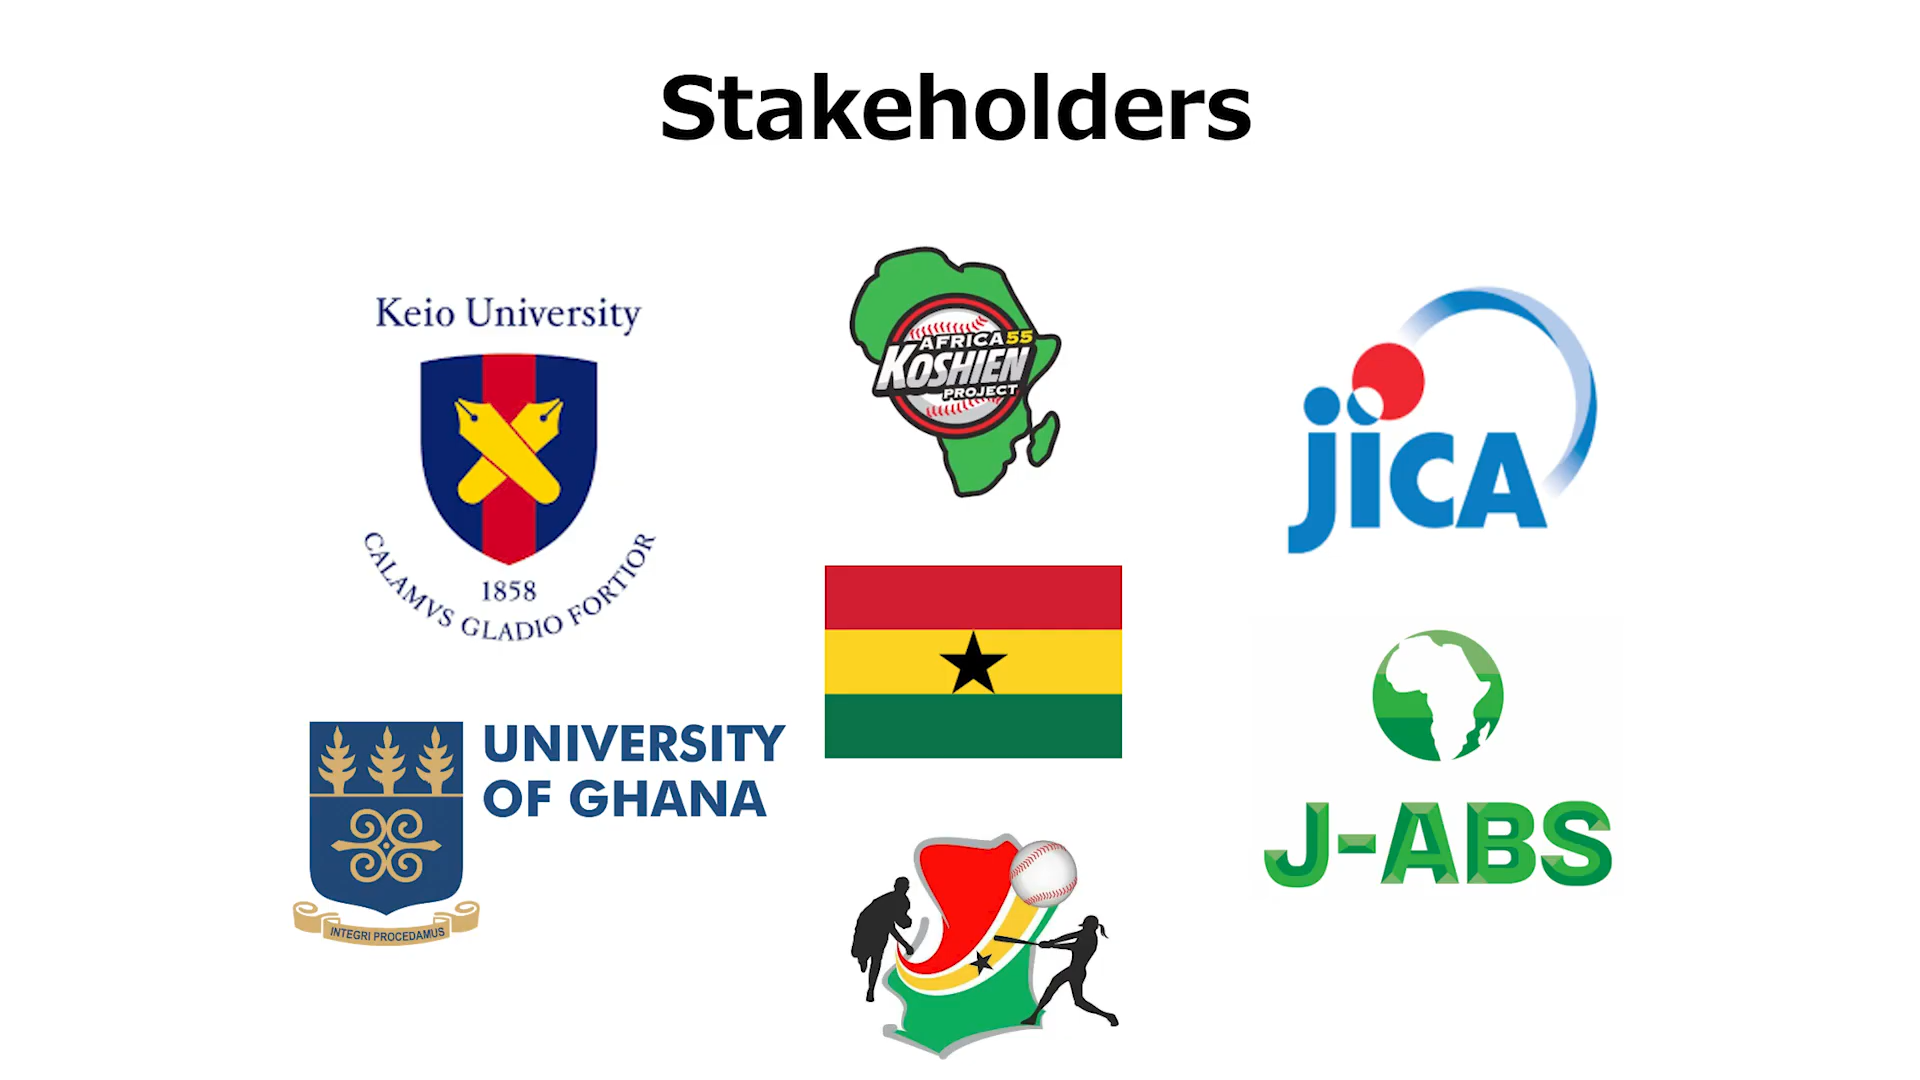 Stakeholders
Keio University
1858
CALAMVS GLADIO FORTIOR
AFRICA 55
KOSHIEN
PROJECT
jica
UNIVERSITY
OF GHANA
INTEGRI PROCEDAMUS
J-ABS